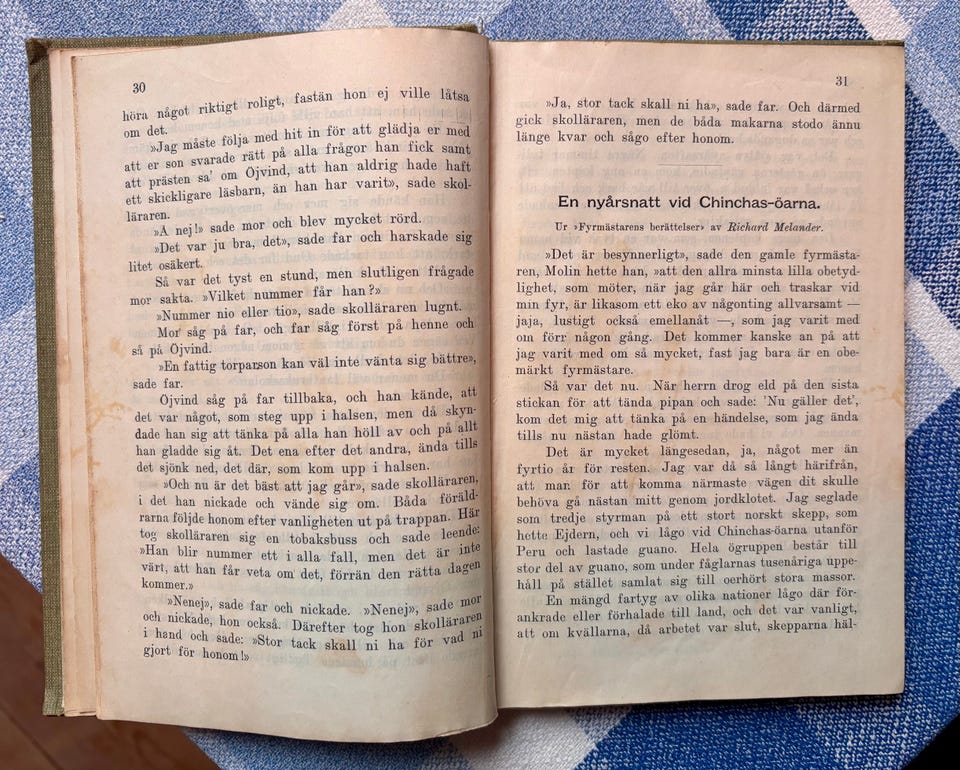 30
höra något riktigt roligt, fastän hon ej ville låtsa
om det.
»Jag måste följa med hit in för att glädja er med
att er son svarade rätt på alla frågor han fick samt
att prästen sa' om Öjvind, att han aldrig hade haft
ett skickligare läsbarn, än han har varit», sade skol-
läraren.
»Å nej!» sade mor och blev mycket rörd.
»Det var ju bra, det», sade far och harskade sig
litet osäkert.
Så var det tyst en stund, men slutligen frågade
mor sakta. »Vilket nummer får han?»
»Nummer nio eller tio», sade skolläraren lugnt.
Mor såg på far, och far såg först på henne och
så på Öjvind.
»En fattig torparson kan väl inte vänta sig bättre»,
sade far.
Öjvind såg på far tillbaka, och han kände, att
det var något, som steg upp i halsen, men då skyn-
dade han sig att tänka på alla han höll av och på allt
han gladde sig åt. Det ena efter det andra, ända tills
det sjönk ned, det där, som kom upp i halsen.
»Och nu är det bäst att jag går», sade skolläraren,
i det han nickade och vände sig om. Båda föräld-
rarna följde honom efter vanligheten ut på trappan. Här
tog skolläraren sig en tobaksbuss och sade leende:
»Han blir nummer ett i alla fall, men det är inte
värt, att han får veta om det, förrän den rätta dagen
kommer.»
»Nenej», sade far och nickade. »Nenej», sade mor
och nickade, hon också. Därefter tog hon skolläraren
i hand och sade: »Stor tack skall ni ha för vad ni
gjort för honom!»
31
»Ja, stor tack skall ni ha», sade far. Och därmed
gick skolläraren, men de båda makarna stodo ännu
länge kvar och sågo efter honom.
En nyårsnatt vid Chinchas-öarna.
Ur »Fyrmästarens berättelser» av Richard Melander.
»Det är besynnerligt», sade den gamle fyrmästa-
ren, Molin hette han, »att den allra minsta lilla obetyd-
lighet, som möter, när jag går här och traskar vid
min fyr, är likasom ett eko av någonting allvarsamt —
jaja, lustigt också emellanåt —, som jag varit med
om förr någon gång. Det kommer kanske an på att
jag varit med om så mycket, fast jag bara är en obe-
märkt fyrmästare.
Så var det nu. När herrn drog eld på den sista
stickan för att tända pipan och sade: 'Nu gäller det',
kom det mig att tänka på en händelse, som jag ända
tills nu nästan hade glömt.
Det är mycket längesedan, ja, något mer än
fyrtio år för resten. Jag var då så långt härifrån,
att man för att komma närmaste vägen dit skulle
behöva gå nästan mitt genom jordklotet. Jag seglade
som tredje styrman på ett stort norskt skepp, som
hette Ejdern, och vi lågo vid Chinchas-öarna utanför
Peru och lastade guano. Hela ögruppen består till
stor del av guano, som under fåglarnas tusenåriga uppe-
håll på stället samlat sig till oerhört stora massor.
En mängd fartyg av olika nationer lågo där för-
ankrade eller förhalade till land, och det var vanligt,
att om kvällarna, då arbetet var slut, skepparna häl-